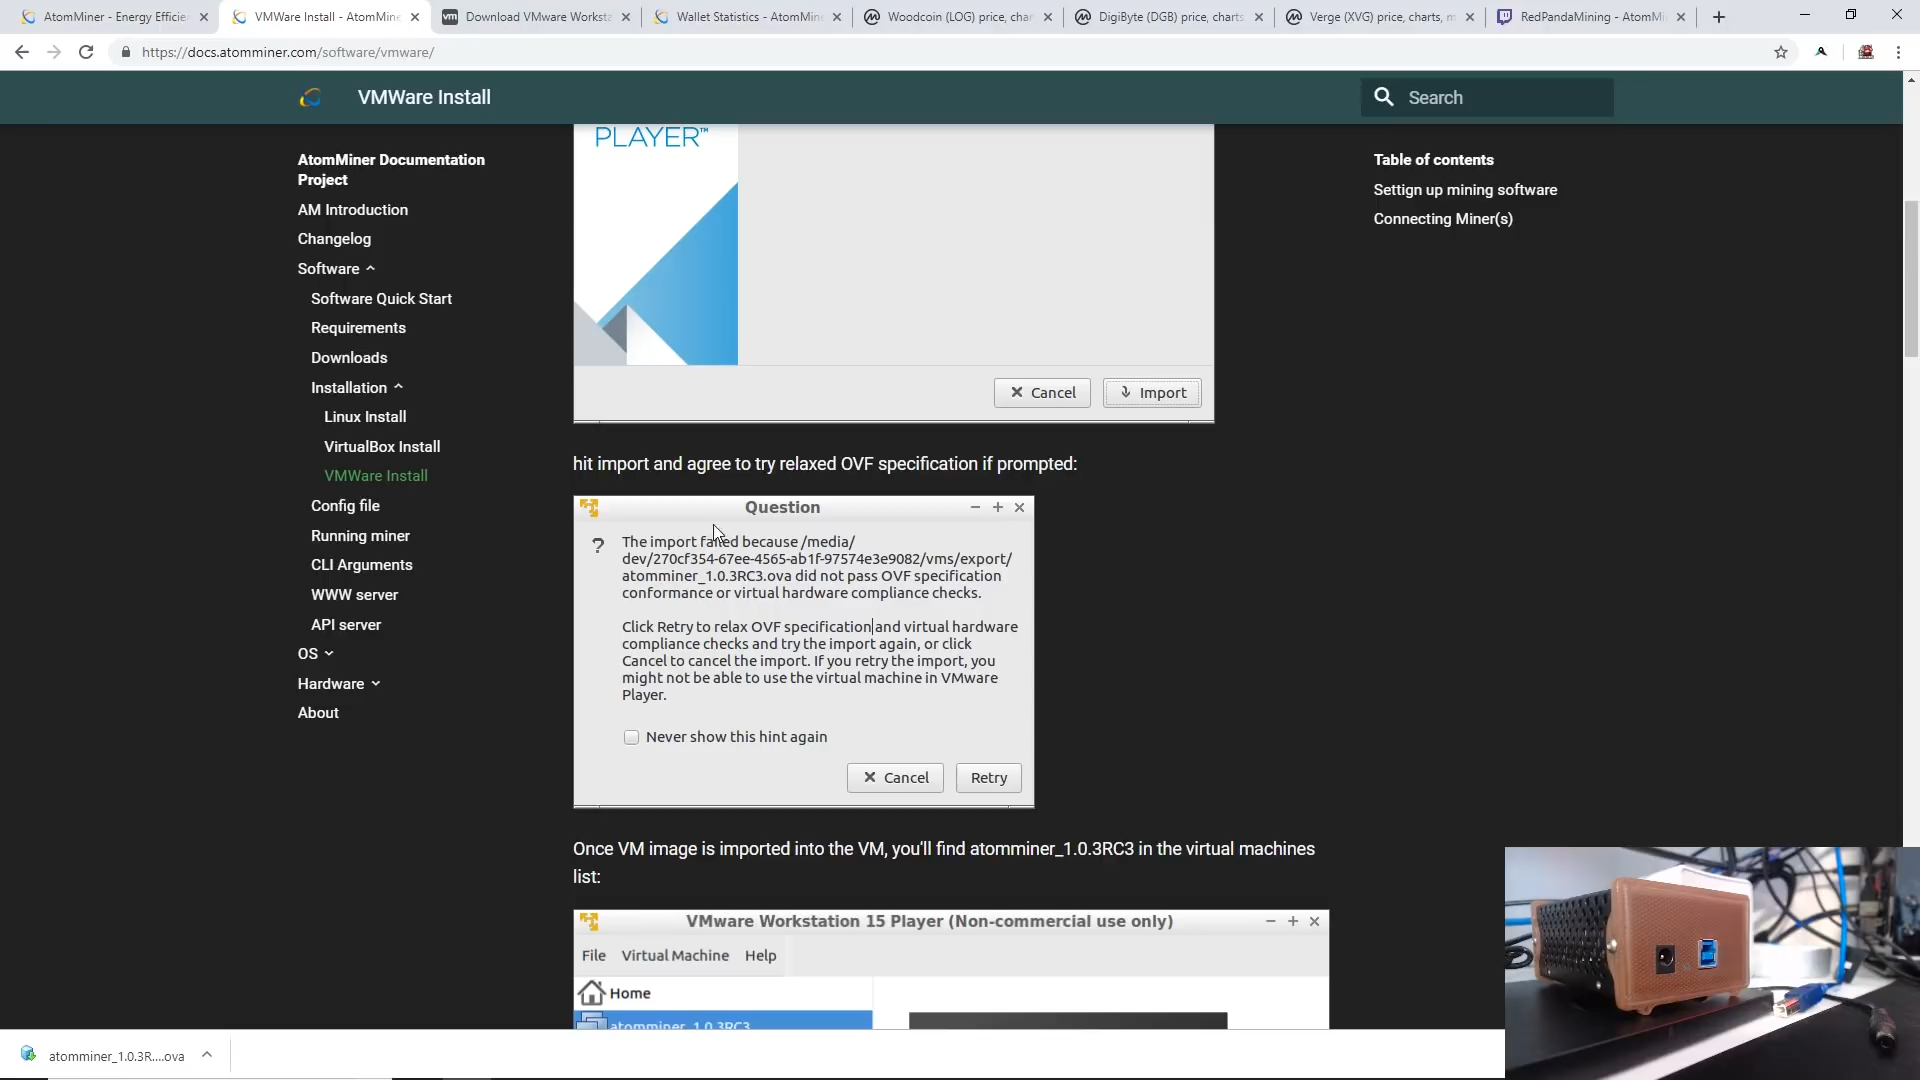 AtomMiner - Energy Efficie
VMWare Install - AtomMine
Download VMware Worksta
Wallet Statistics - AtomMine
Woodcoin (LOG) price, char
DigiByte (DGB) price, charts
Verge (XVG) price, charts, m
RedPandaMining - AtomMi
https://docs.atomminer.com/software/vmware/
VMWare Install
Search
AtomMiner Documentation
Project
AM Introduction
Changelog
Software
Software Quick Start
Requirements
Downloads
Installation
Linux Install
VirtualBox Install
VMWare Install
Config file
Running miner
CLI Arguments
WWW server
API server
OS
Hardware
About
PLAYER™
Cancel
Import
hit import and agree to try relaxed OVF specification if prompted:
Question
The import failed because /media/
dev/270cf354-67ee-4565-ab1f-97574e3e9082/vms/export/
atomminer_1.0.3RC3.ova did not pass OVF specification
conformance or virtual hardware compliance checks.
Click Retry to relax OVF specification and virtual hardware
compliance checks and try the import again, or click
Cancel to cancel the import. If you retry the import, you
might not be able to use the virtual machine in VMware
Player.
Never show this hint again
Cancel
Retry
Once VM image is imported into the VM, you'll find atomminer_1.0.3RC3 in the virtual machines
list:
VMware Workstation 15 Player (Non-commercial use only)
File Virtual Machine Help
Home
atomminer_1.0.3RC3
Table of contents
Settign up mining software
Connecting Miner(s)
atomminer_1.0.3R....ova